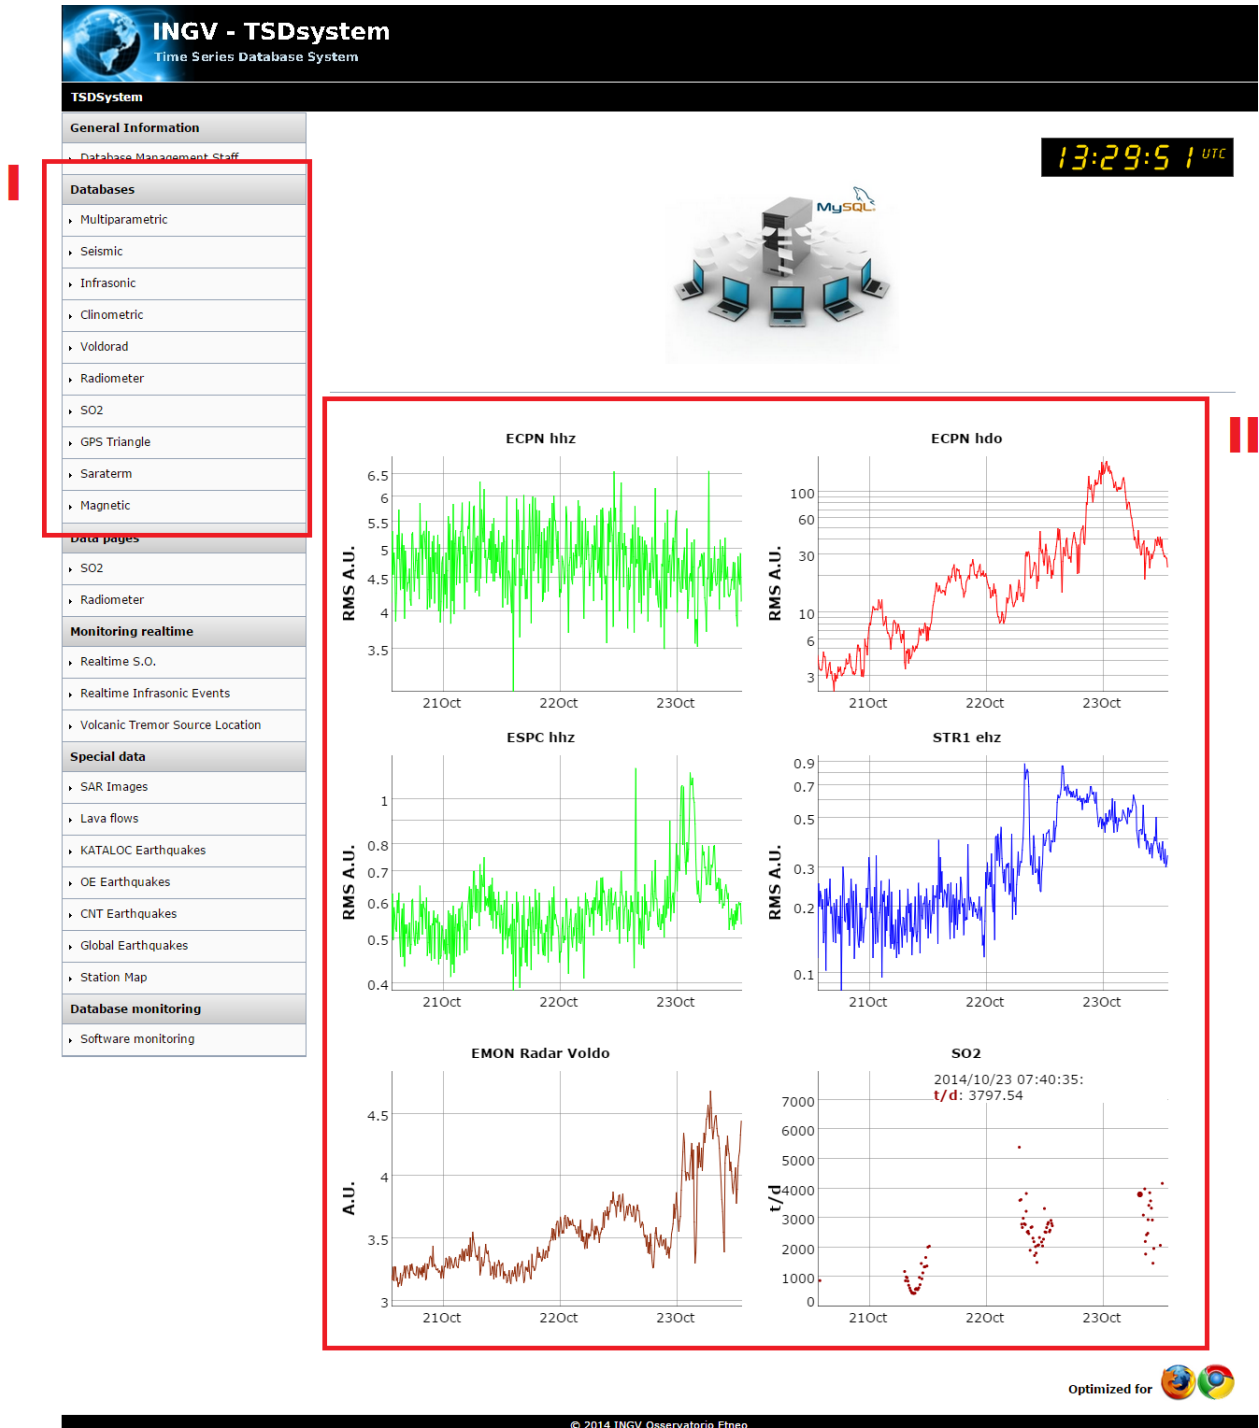 INGV - TSDsystem
Time Series Database System
TSDSystem
General Information
Database Management Staff
13:29:51 UTC
I
Databases
Multiparametric
Seismic
Infrasonic
Clinometric
Voldorad
Radiometer
SO2
GPS Triangle
Saraterm
Magnetic
Data pages
SO2
Radiometer
Monitoring realtime
Realtime S.O.
Realtime Infrasonic Events
Volcanic Tremor Source Location
Special data
SAR Images
Lava flows
KATALOC Earthquakes
OE Earthquakes
CNT Earthquakes
Global Earthquakes
Station Map
Database monitoring
Software monitoring
MySQL
II
ECPN hhz
RMS A.U.
6.5
6
5.5
5
4.5
4
3.5
21Oct 22Oct 23Oct
ECPN hdo
RMS A.U.
100
60
30
10
6
3
21Oct 22Oct 23Oct
ESPC hhz
RMS A.U.
1
0.8
0.7
0.6
0.5
0.4
21Oct 22Oct 23Oct
STR1 ehz
RMS A.U.
0.9
0.7
0.5
0.3
0.2
0.1
21Oct 22Oct 23Oct
EMON Radar Voldo
A.U.
4.5
4
3.5
3
21Oct 22Oct 23Oct
SO2
2014/10/23 07:40:35:
t/d: 3797.54
t/d
7000
6000
5000
4000
3000
2000
1000
0
21Oct 22Oct 23Oct
Optimized for
© 2014 INGV Osservatorio Etneo